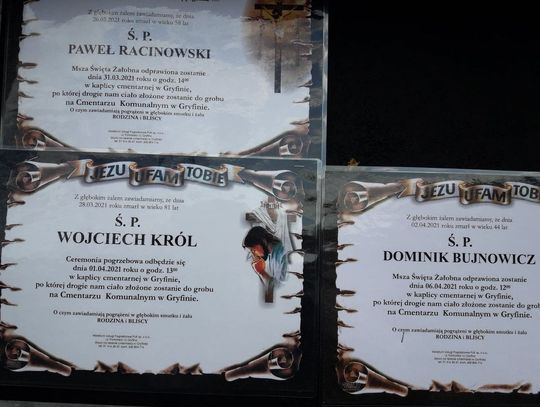 Z głębokim żalem zawiadamiamy, że dnia
26.03.2021 roku zmarł w wieku 58 lat
Ś. P.
PAWEŁ RACINOWSKI
Msza Święta Żałobna odprawiona zostanie
dnia 31.03.2021 roku o godz. 14⁰⁰
w kaplicy cmentarnej w Gryfinie,
po której drogie nam ciało złożone zostanie do grobu
na Cmentarzu Komunalnym w Gryfinie.
O czym zawiadamiają pogrążeni w głębokim smutku i żalu
RODZINA i BLISCY
JEZU UFAM TOBIE
Z głębokim żalem zawiadamiamy, że dnia
28.03.2021 roku zmarł w wieku 81 lat
Ś. P.
WOJCIECH KRÓL
Ceremonia pogrzebowa odbędzie się
dnia 01.04.2021 roku o godz. 13⁰⁰
w kaplicy cmentarnej w Gryfinie,
po której drogie nam ciało złożone zostanie do grobu
na Cmentarzu Komunalnym w Gryfinie.
O czym zawiadamiają pogrążeni w głębokim smutku i żalu
RODZINA i BLISCY
JEZU UFAM TOBI
Z głębokim żalem zawiadamiamy, że dnia
02.04.2021 roku zmarł w wieku 44 lat
Ś. P.
DOMINIK BUJNOWICZ
Msza Święta Żałobna odprawiona zostanie
dnia 06.04.2021 roku o godz. 12⁰⁰
w kaplicy cmentarnej w Gryfinie,
po której drogie nam ciało złożone zostanie do grobu
na Cmentarzu Komunalnym w Gryfinie.
O czym zawiadamiają pogrążeni w głębokim smutku i żalu
RODZINA i BLISCY